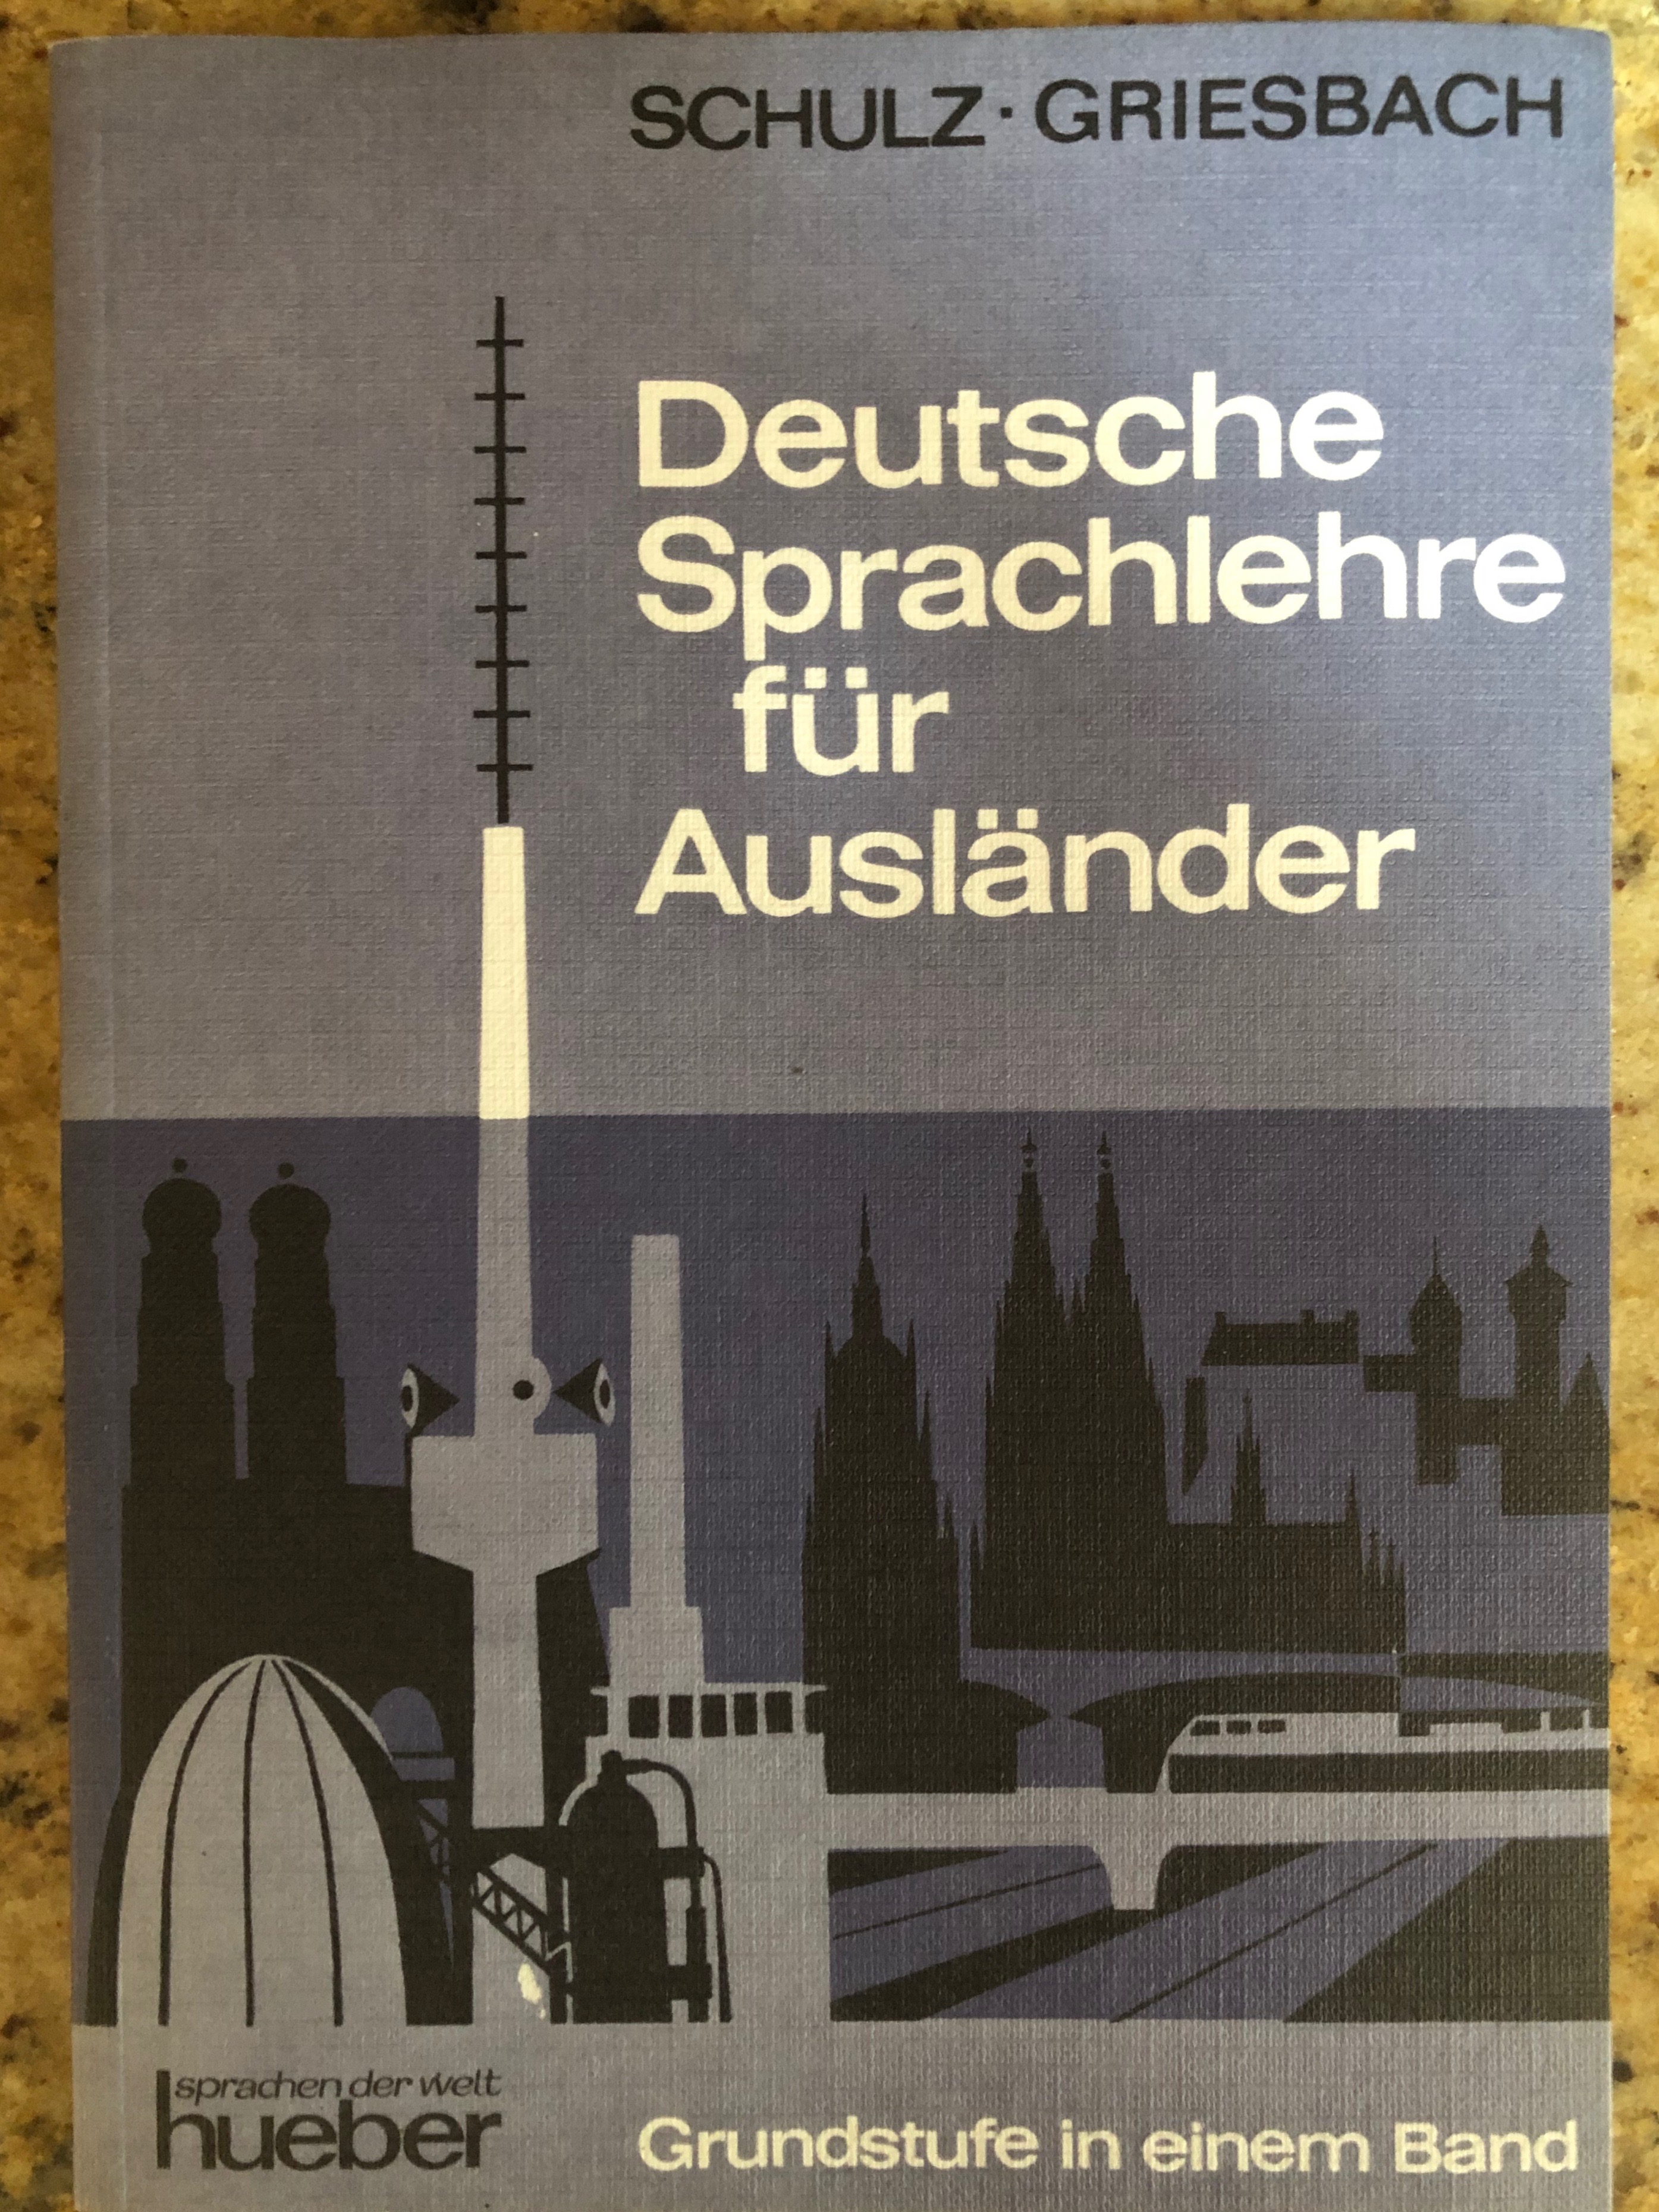 SCHULZ · GRIESBACH
Deutsche
Sprachlehre
für
Ausländer
sprachen der welt
hueber
Grundstufe in einem Band